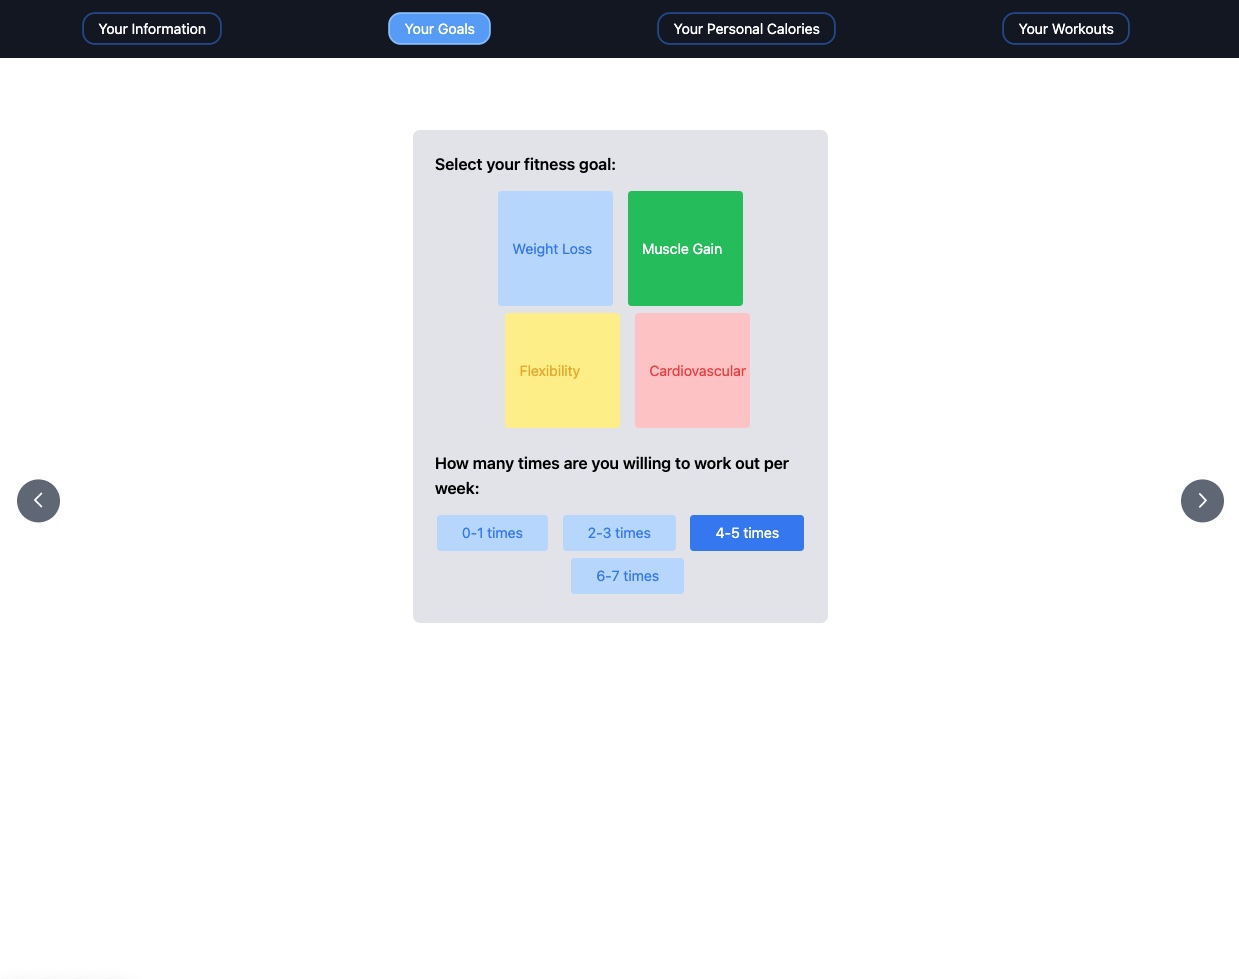 Your Information
Your Goals
Your Personal Calories
Your Workouts
Select your fitness goal:
Weight Loss
Muscle Gain
Flexibility
Cardiovascular
How many times are you willing to work out per
week:
0-1 times
2-3 times
4-5 times
6-7 times